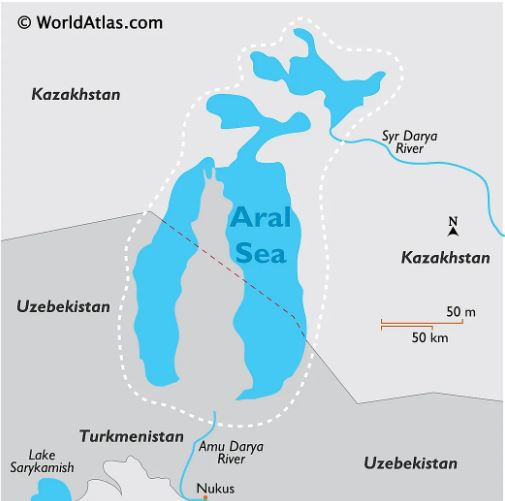 © WorldAtlas.com
Kazakhstan
Syr Darya
River
Aral
Sea
N
Kazakhstan
Uzebekistan
50 m
50 km
Turkmenistan
Amu Darya
River
Lake
Sarykamish
Uzebekistan
Nukus